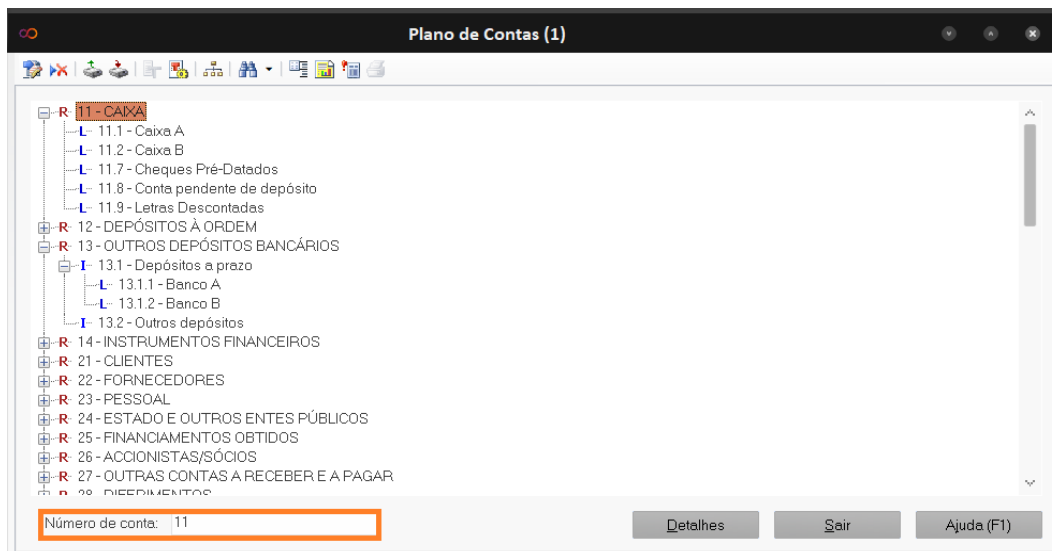 Plano de Contas (1)
R 11 - CAIXA
L 11.1 - Caixa A
L 11.2 - Caixa B
L 11.7 - Cheques Pré-Datados
L 11.8 - Conta pendente de depósito
L 11.9 - Letras Descontadas
R 12 - DEPÓSITOS À ORDEM
R 13 - OUTROS DEPÓSITOS BANCÁRIOS
I 13.1 - Depósitos a prazo
L 13.1.1 - Banco A
L 13.1.2 - Banco B
I 13.2 - Outros depósitos
R 14 - INSTRUMENTOS FINANCEIROS
R 21 - CLIENTES
R 22 - FORNECEDORES
R 23 - PESSOAL
R 24 - ESTADO E OUTROS ENTES PÚBLICOS
R 25 - FINANCIAMENTOS OBTIDOS
R 26 - ACCIONISTAS/SÓCIOS
R 27 - OUTRAS CONTAS A RECEBER E A PAGAR
R 28 - DIFERIMENTOS
Número de conta: 11
Detalhes Sair Ajuda (F1)